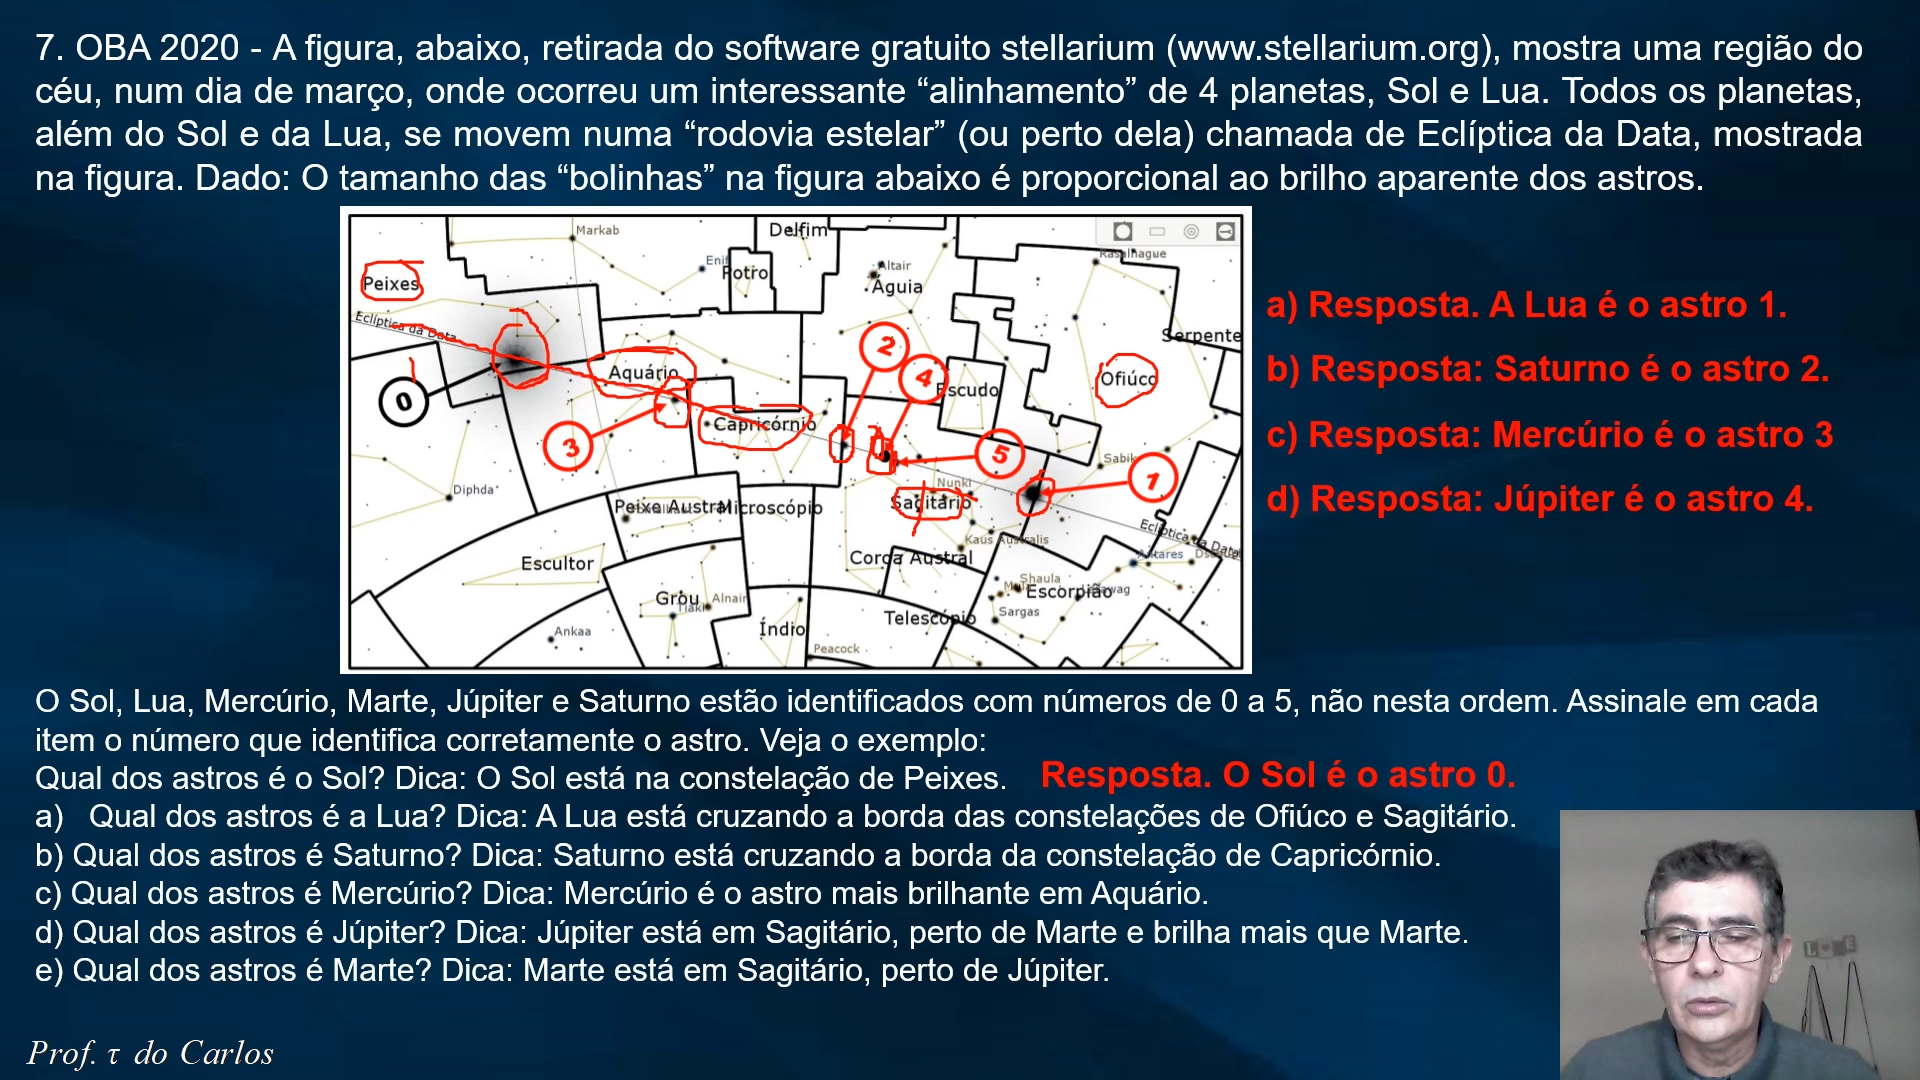 7. OBA 2020 - A figura, abaixo, retirada do software gratuito stellarium (www.stellarium.org), mostra uma região do
céu, num dia de março, onde ocorreu um interessante “alinhamento” de 4 planetas, Sol e Lua. Todos os planetas,
além do Sol e da Lua, se movem numa “rodovia estelar” (ou perto dela) chamada de Eclíptica da Data, mostrada
na figura. Dado: O tamanho das “bolinhas” na figura abaixo é proporcional ao brilho aparente dos astros.
Markab
Delfim
Rasalhague
Enif
Potro
Altair
Águia
Peixes
Eclíptica da Data
Serpente
2
4
Aquário
Escudo
Ofiúco
0
3
Capricórnio
5
1
Sabik
Diphda
Nunki
Sagitário
Peixe Austral
Microscópio
Eclíptica da Data
Kaus Australis
Antares
Escultor
Coroa Austral
Shaula
Escorpião
Grou
Alnair
Sargas
Telescópio
Índio
Ankaa
Peacock
a) Resposta. A Lua é o astro 1.
b) Resposta: Saturno é o astro 2.
c) Resposta: Mercúrio é o astro 3
d) Resposta: Júpiter é o astro 4.
O Sol, Lua, Mercúrio, Marte, Júpiter e Saturno estão identificados com números de 0 a 5, não nesta ordem. Assinale em cada
item o número que identifica corretamente o astro. Veja o exemplo:
Qual dos astros é o Sol? Dica: O Sol está na constelação de Peixes. Resposta. O Sol é o astro 0.
a) Qual dos astros é a Lua? Dica: A Lua está cruzando a borda das constelações de Ofiúco e Sagitário.
b) Qual dos astros é Saturno? Dica: Saturno está cruzando a borda da constelação de Capricórnio.
c) Qual dos astros é Mercúrio? Dica: Mercúrio é o astro mais brilhante em Aquário.
d) Qual dos astros é Júpiter? Dica: Júpiter está em Sagitário, perto de Marte e brilha mais que Marte.
e) Qual dos astros é Marte? Dica: Marte está em Sagitário, perto de Júpiter.
Prof. τ do Carlos